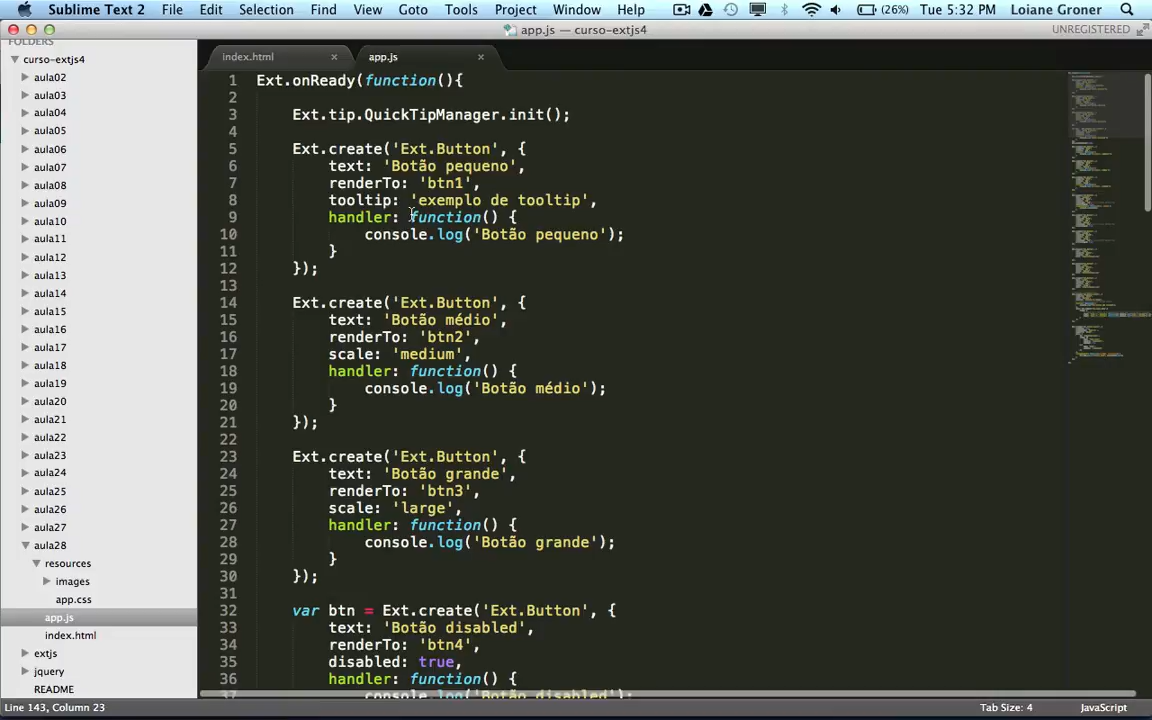 Sublime Text 2 File Edit Selection Find View Goto Tools Project Window Help (26%) Tue 5:32 PM Loiane Groner
app.js — curso-extjs4 UNREGISTERED
FOLDERS
curso-extjs4
aula02
aula03
aula04
aula05
aula06
aula07
aula08
aula09
aula10
aula11
aula12
aula13
aula14
aula15
aula16
aula17
aula18
aula19
aula20
aula21
aula22
aula23
aula24
aula25
aula26
aula27
aula28
resources
images
app.css
app.js
index.html
extjs
jquery
README
index.html × app.js ×
1 Ext.onReady(function(){
2
3 Ext.tip.QuickTipManager.init();
4
5 Ext.create('Ext.Button', {
6 text: 'Botão pequeno',
7 renderTo: 'btn1',
8 tooltip: 'exemplo de tooltip',
9 handler: function() {
10 console.log('Botão pequeno');
11 }
12 });
13
14 Ext.create('Ext.Button', {
15 text: 'Botão médio',
16 renderTo: 'btn2',
17 scale: 'medium',
18 handler: function() {
19 console.log('Botão médio');
20 }
21 });
22
23 Ext.create('Ext.Button', {
24 text: 'Botão grande',
25 renderTo: 'btn3',
26 scale: 'large',
27 handler: function() {
28 console.log('Botão grande');
29 }
30 });
31
32 var btn = Ext.create('Ext.Button', {
33 text: 'Botão disabled',
34 renderTo: 'btn4',
35 disabled: true,
36 handler: function() {
37 console.log('Botão disabled');
Line 143, Column 23 Tab Size: 4 JavaScript